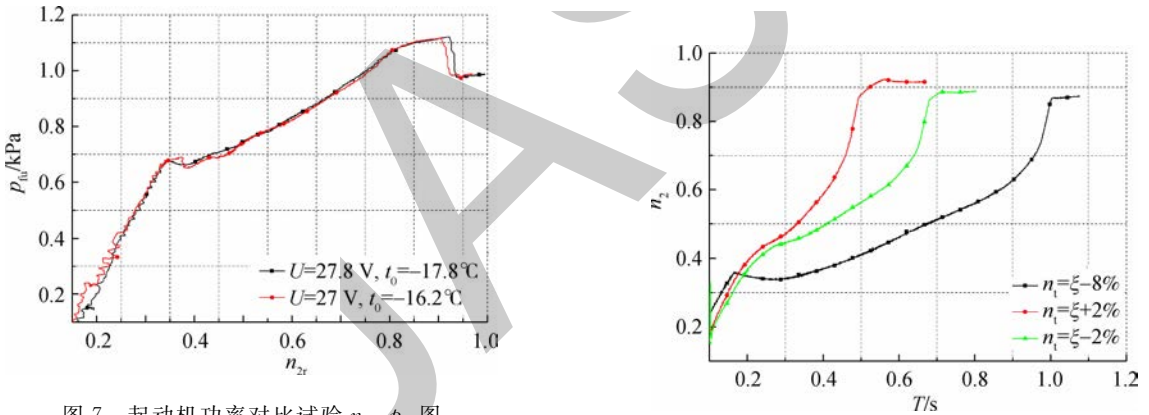 1.2
1.0
0.8
0.6
0.4
0.2
p_fu/kPa
U=27.8 V, t₀=−17.8℃
U=27 V, t₀=−16.2℃
0.2 0.4 0.6 0.8 1.0
n_2r
图 7 起动机功率对比试验 n
1.0
0.8
0.6
0.4
0.2
n₂
n_t=ξ−8%
n_t=ξ+2%
n_t=ξ−2%
0.2 0.4 0.6 0.8 1.0 1.2
T/s